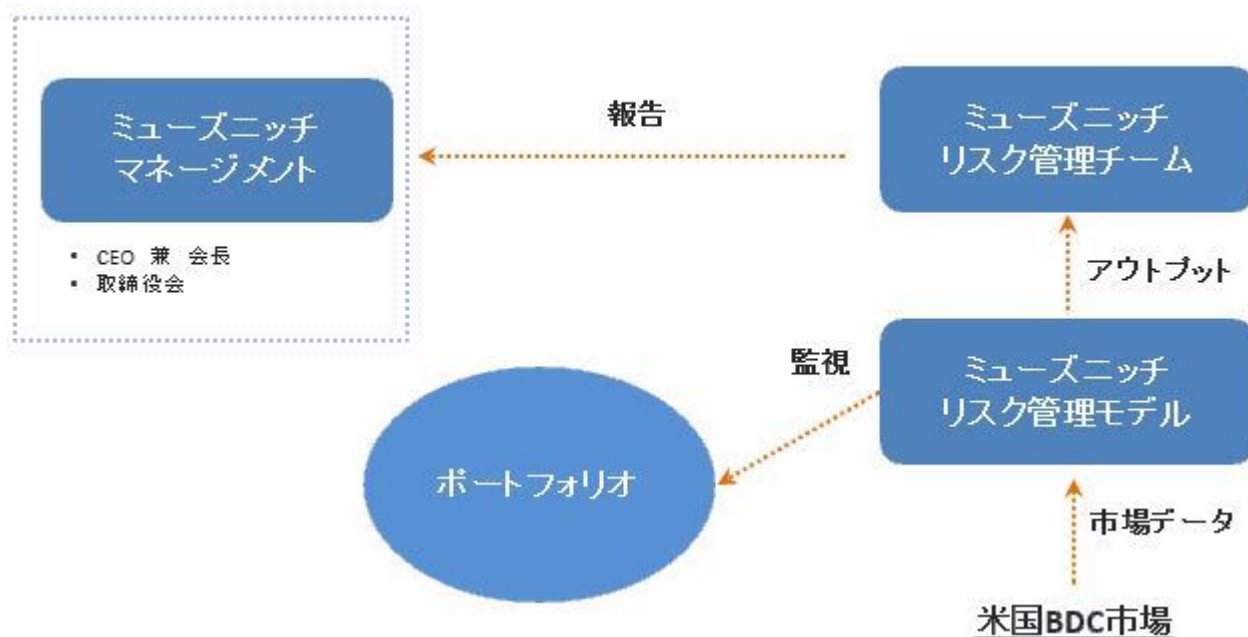 ミューズニッチ
マネージメント
▪ CEO 兼 会長
▪ 取締役会
報告
ミューズニッチ
リスク管理チーム
アウトプット
監視
ミューズニッチ
リスク管理モデル
ポートフォリオ
市場データ
米国BDC市場